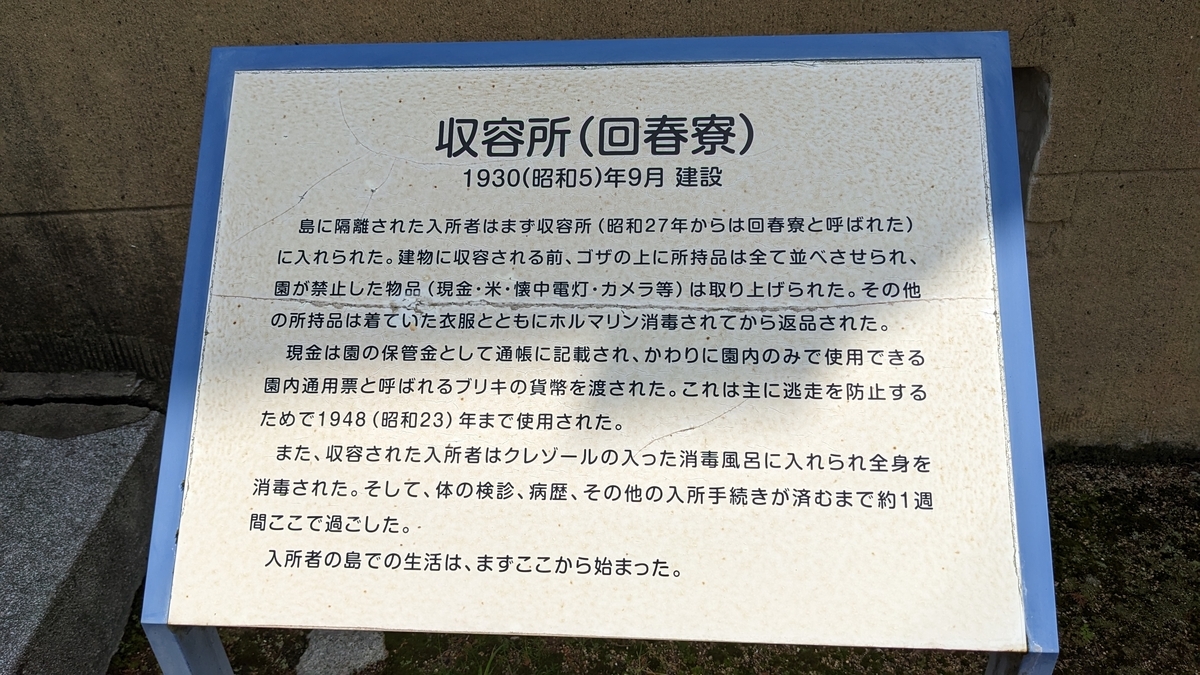 収容所(回春寮)
1930(昭和5)年9月 建設
島に隔離された入所者はまず収容所（昭和27年からは回春寮と呼ばれた）
に入れられた。建物に収容される前、ゴザの上に所持品は全て並べさせられ、
園が禁止した物品（現金・米・懐中電灯・カメラ等）は取り上げられた。その他
の所持品は着ていた衣服とともにホルマリン消毒されてから返品された。
現金は園の保管金として通帳に記載され、かわりに園内のみで使用できる
園内通用票と呼ばれるブリキの貨幣を渡された。これは主に逃走を防止する
ためで1948（昭和23）年まで使用された。
また、収容された入所者はクレゾールの入った消毒風呂に入れられ全身を
消毒された。そして、体の検診、病歴、その他の入所手続きが済むまで約1週
間ここで過ごした。
入所者の島での生活は、まずここから始まった。